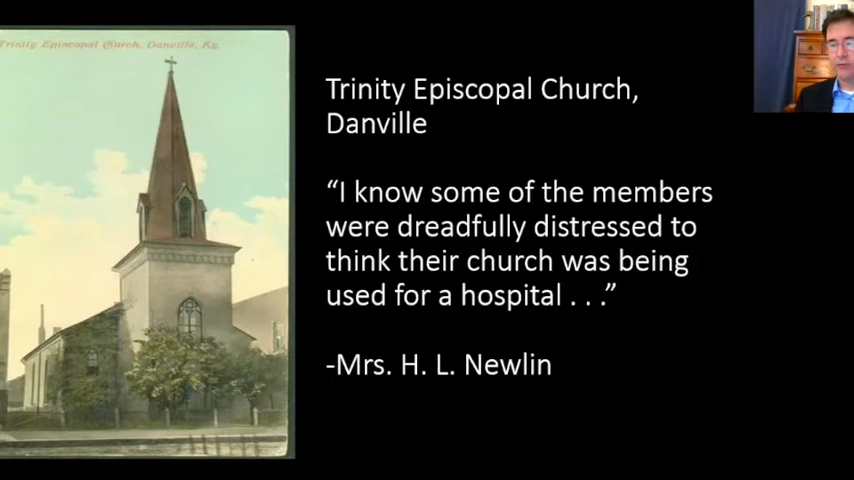 Trinity Episcopal Church, Danville, Ky.
Trinity Episcopal Church,
Danville
“I know some of the members
were dreadfully distressed to
think their church was being
used for a hospital . . .”
-Mrs. H. L. Newlin